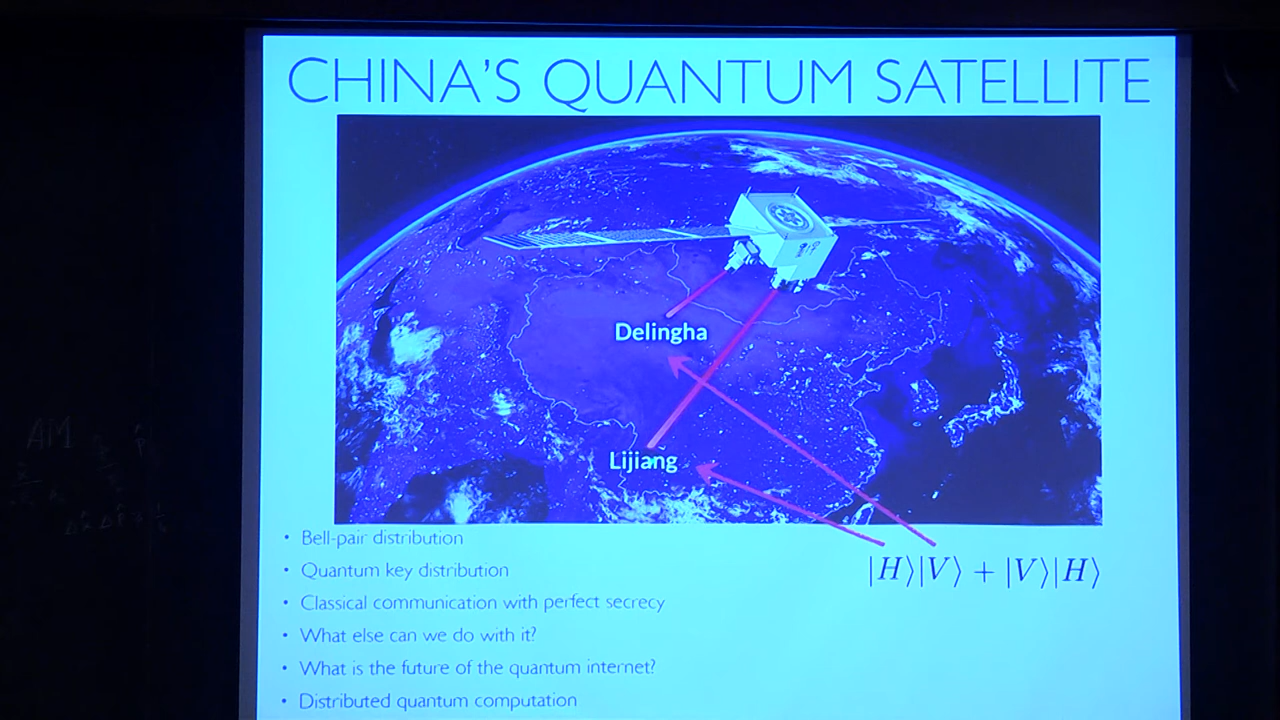 CHINA'S QUANTUM SATELLITE
Delingha
Lijiang
• Bell-pair distribution
• Quantum key distribution
• Classical communication with perfect secrecy
• What else can we do with it?
• What is the future of the quantum internet?
• Distributed quantum computation
|H⟩|V⟩ + |V⟩|H⟩
AM